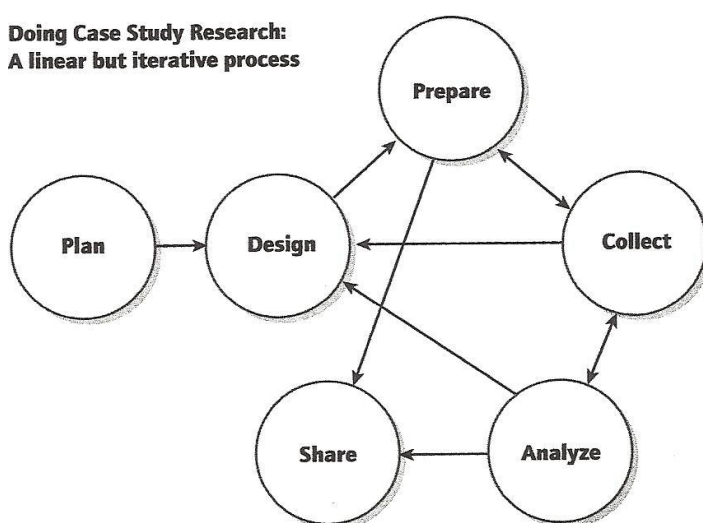 Doing Case Study Research:
A linear but iterative process
Prepare
Plan
Design
Collect
Share
Analyze